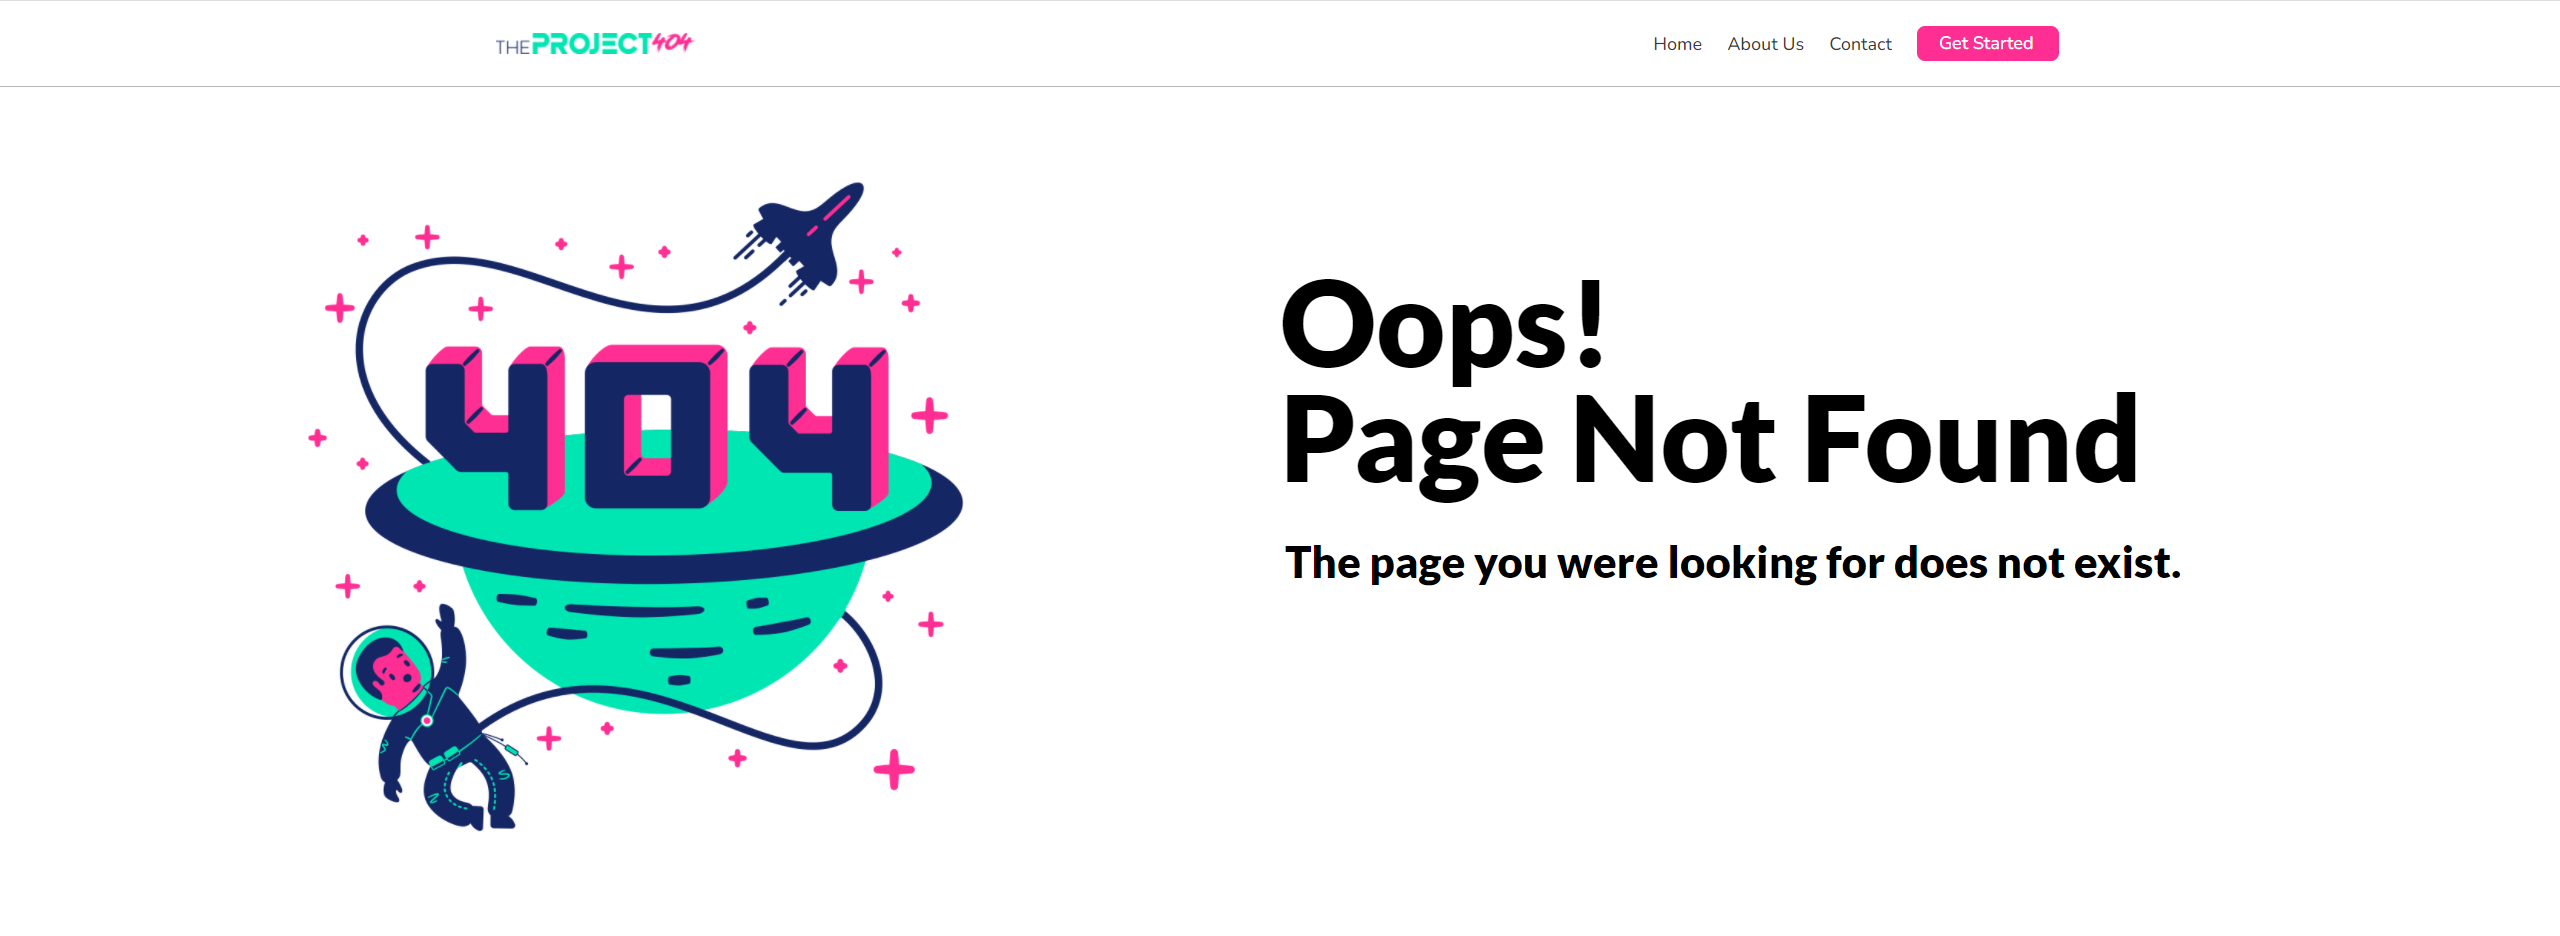 THEPROJECT404
Home About Us Contact Get Started
404
Oops!
Page Not Found
The page you were looking for does not exist.